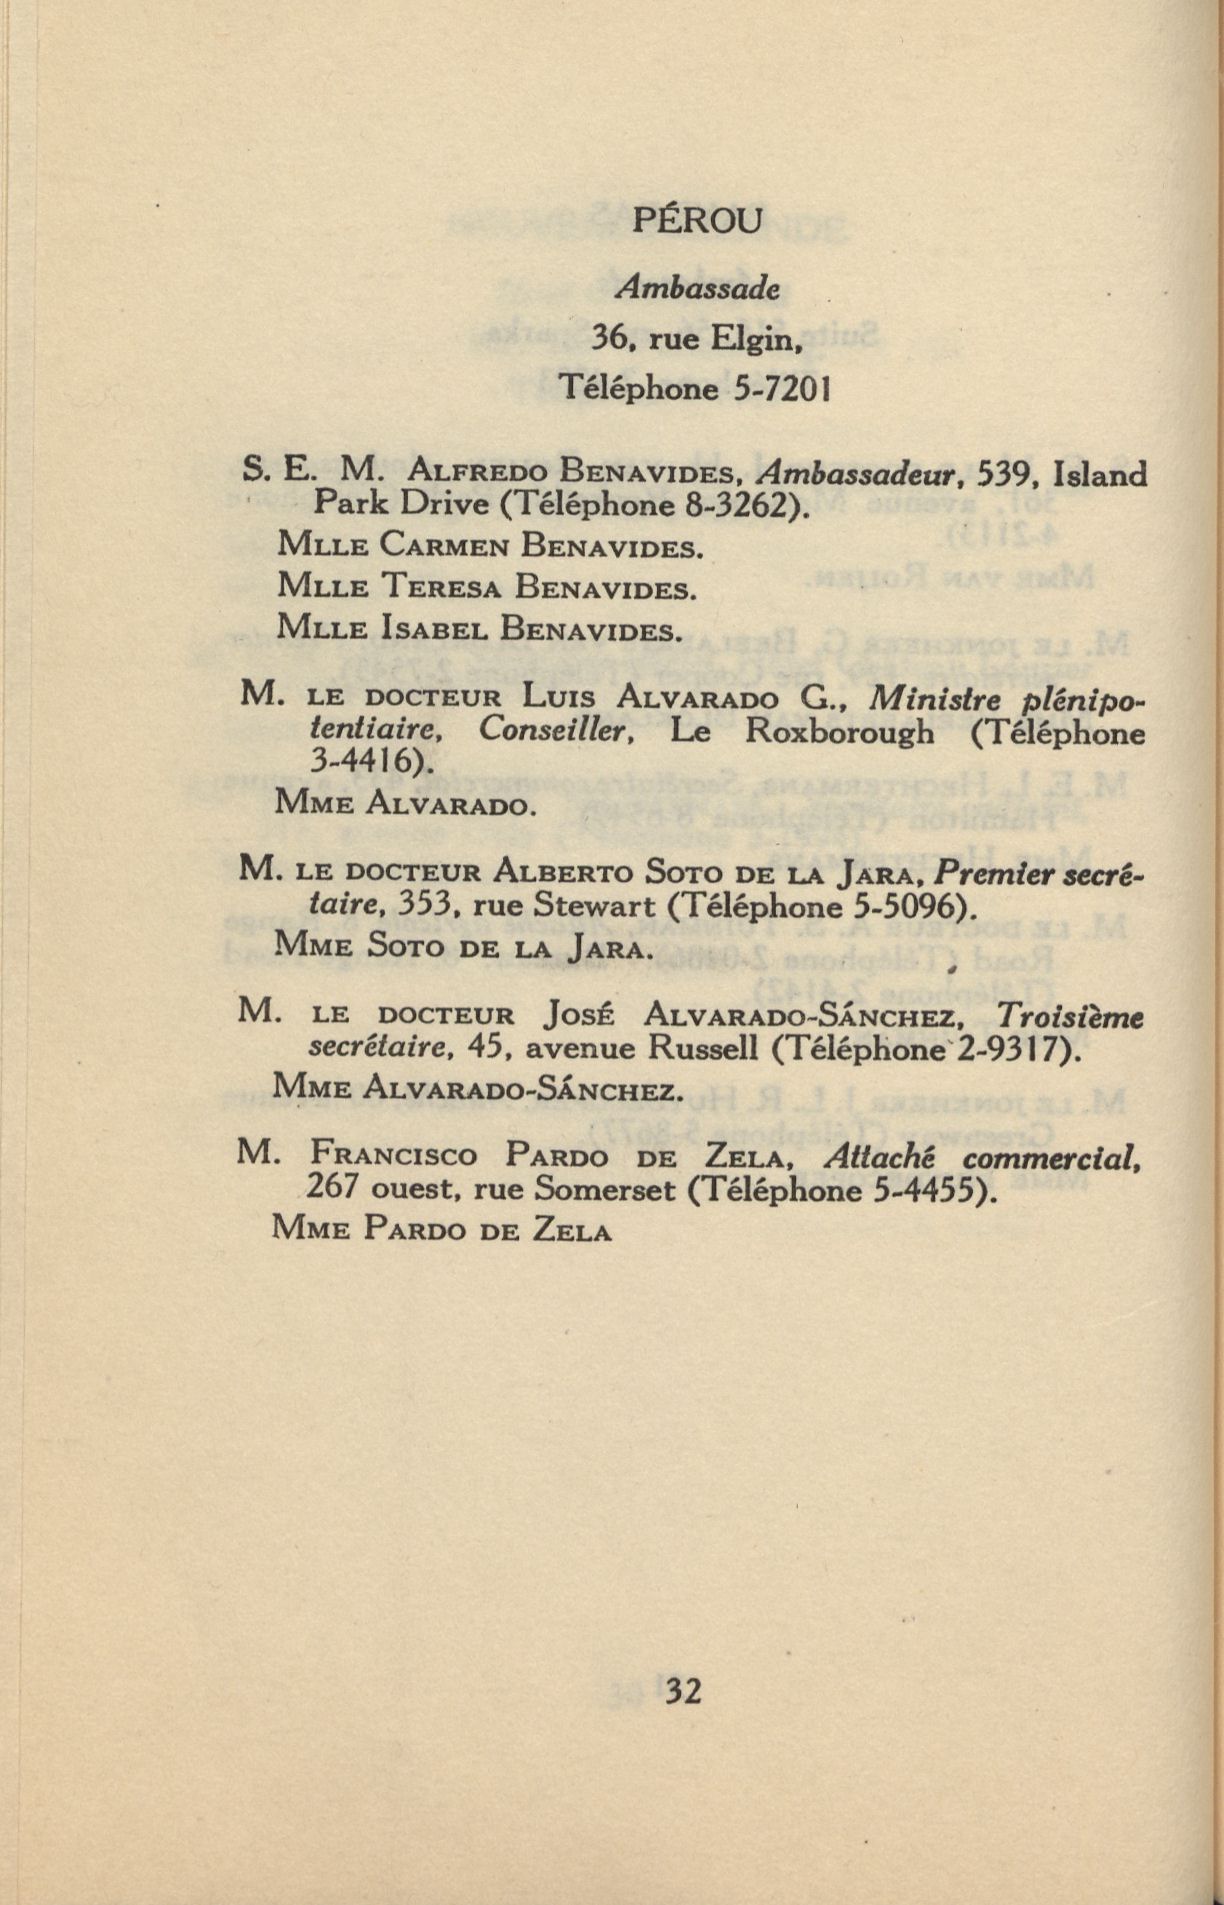 PÉROU
Ambassade
36, rue Elgin,
Téléphone 5-7201
S. E. M. ALFREDO BENAVIDES, Ambassadeur, 539, Island
Park Drive (Téléphone 8-3262).
MLLE CARMEN BENAVIDES.
MLLE TERESA BENAVIDES.
MLLE ISABEL BENAVIDES.
M. LE DOCTEUR LUIS ALVARADO G., Ministre plénipo-
tentiaire, Conseiller, Le Roxborough (Téléphone
3-4416).
MME ALVARADO.
M. LE DOCTEUR ALBERTO SOTO DE LA JARA, Premier secré-
taire, 353, rue Stewart (Téléphone 5-5096).
MME SOTO DE LA JARA.
M. LE DOCTEUR JOSÉ ALVARADO-SÁNCHEZ, Troisième
secrétaire, 45, avenue Russell (Téléphone 2-9317).
MME ALVARADO-SÁNCHEZ.
M. FRANCISCO PARDO DE ZELA, Attaché commercial,
267 ouest, rue Somerset (Téléphone 5-4455).
MME PARDO DE ZELA
32